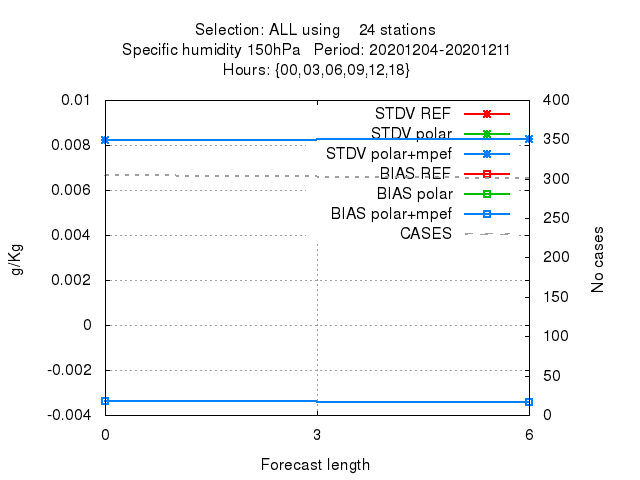 Selection: ALL using 24 stations
Specific humidity 150hPa Period: 20201204-20201211
Hours: {00,03,06,09,12,18}
0.01
0.008
0.006
0.004
0.002
0
-0.002
-0.004
g/Kg
STDV REF
STDV polar
STDV polar+mpef
BIAS REF
BIAS polar
BIAS polar+mpef
CASES
400
350
300
250
200
150
100
50
0
No cases
0 3 6
Forecast length